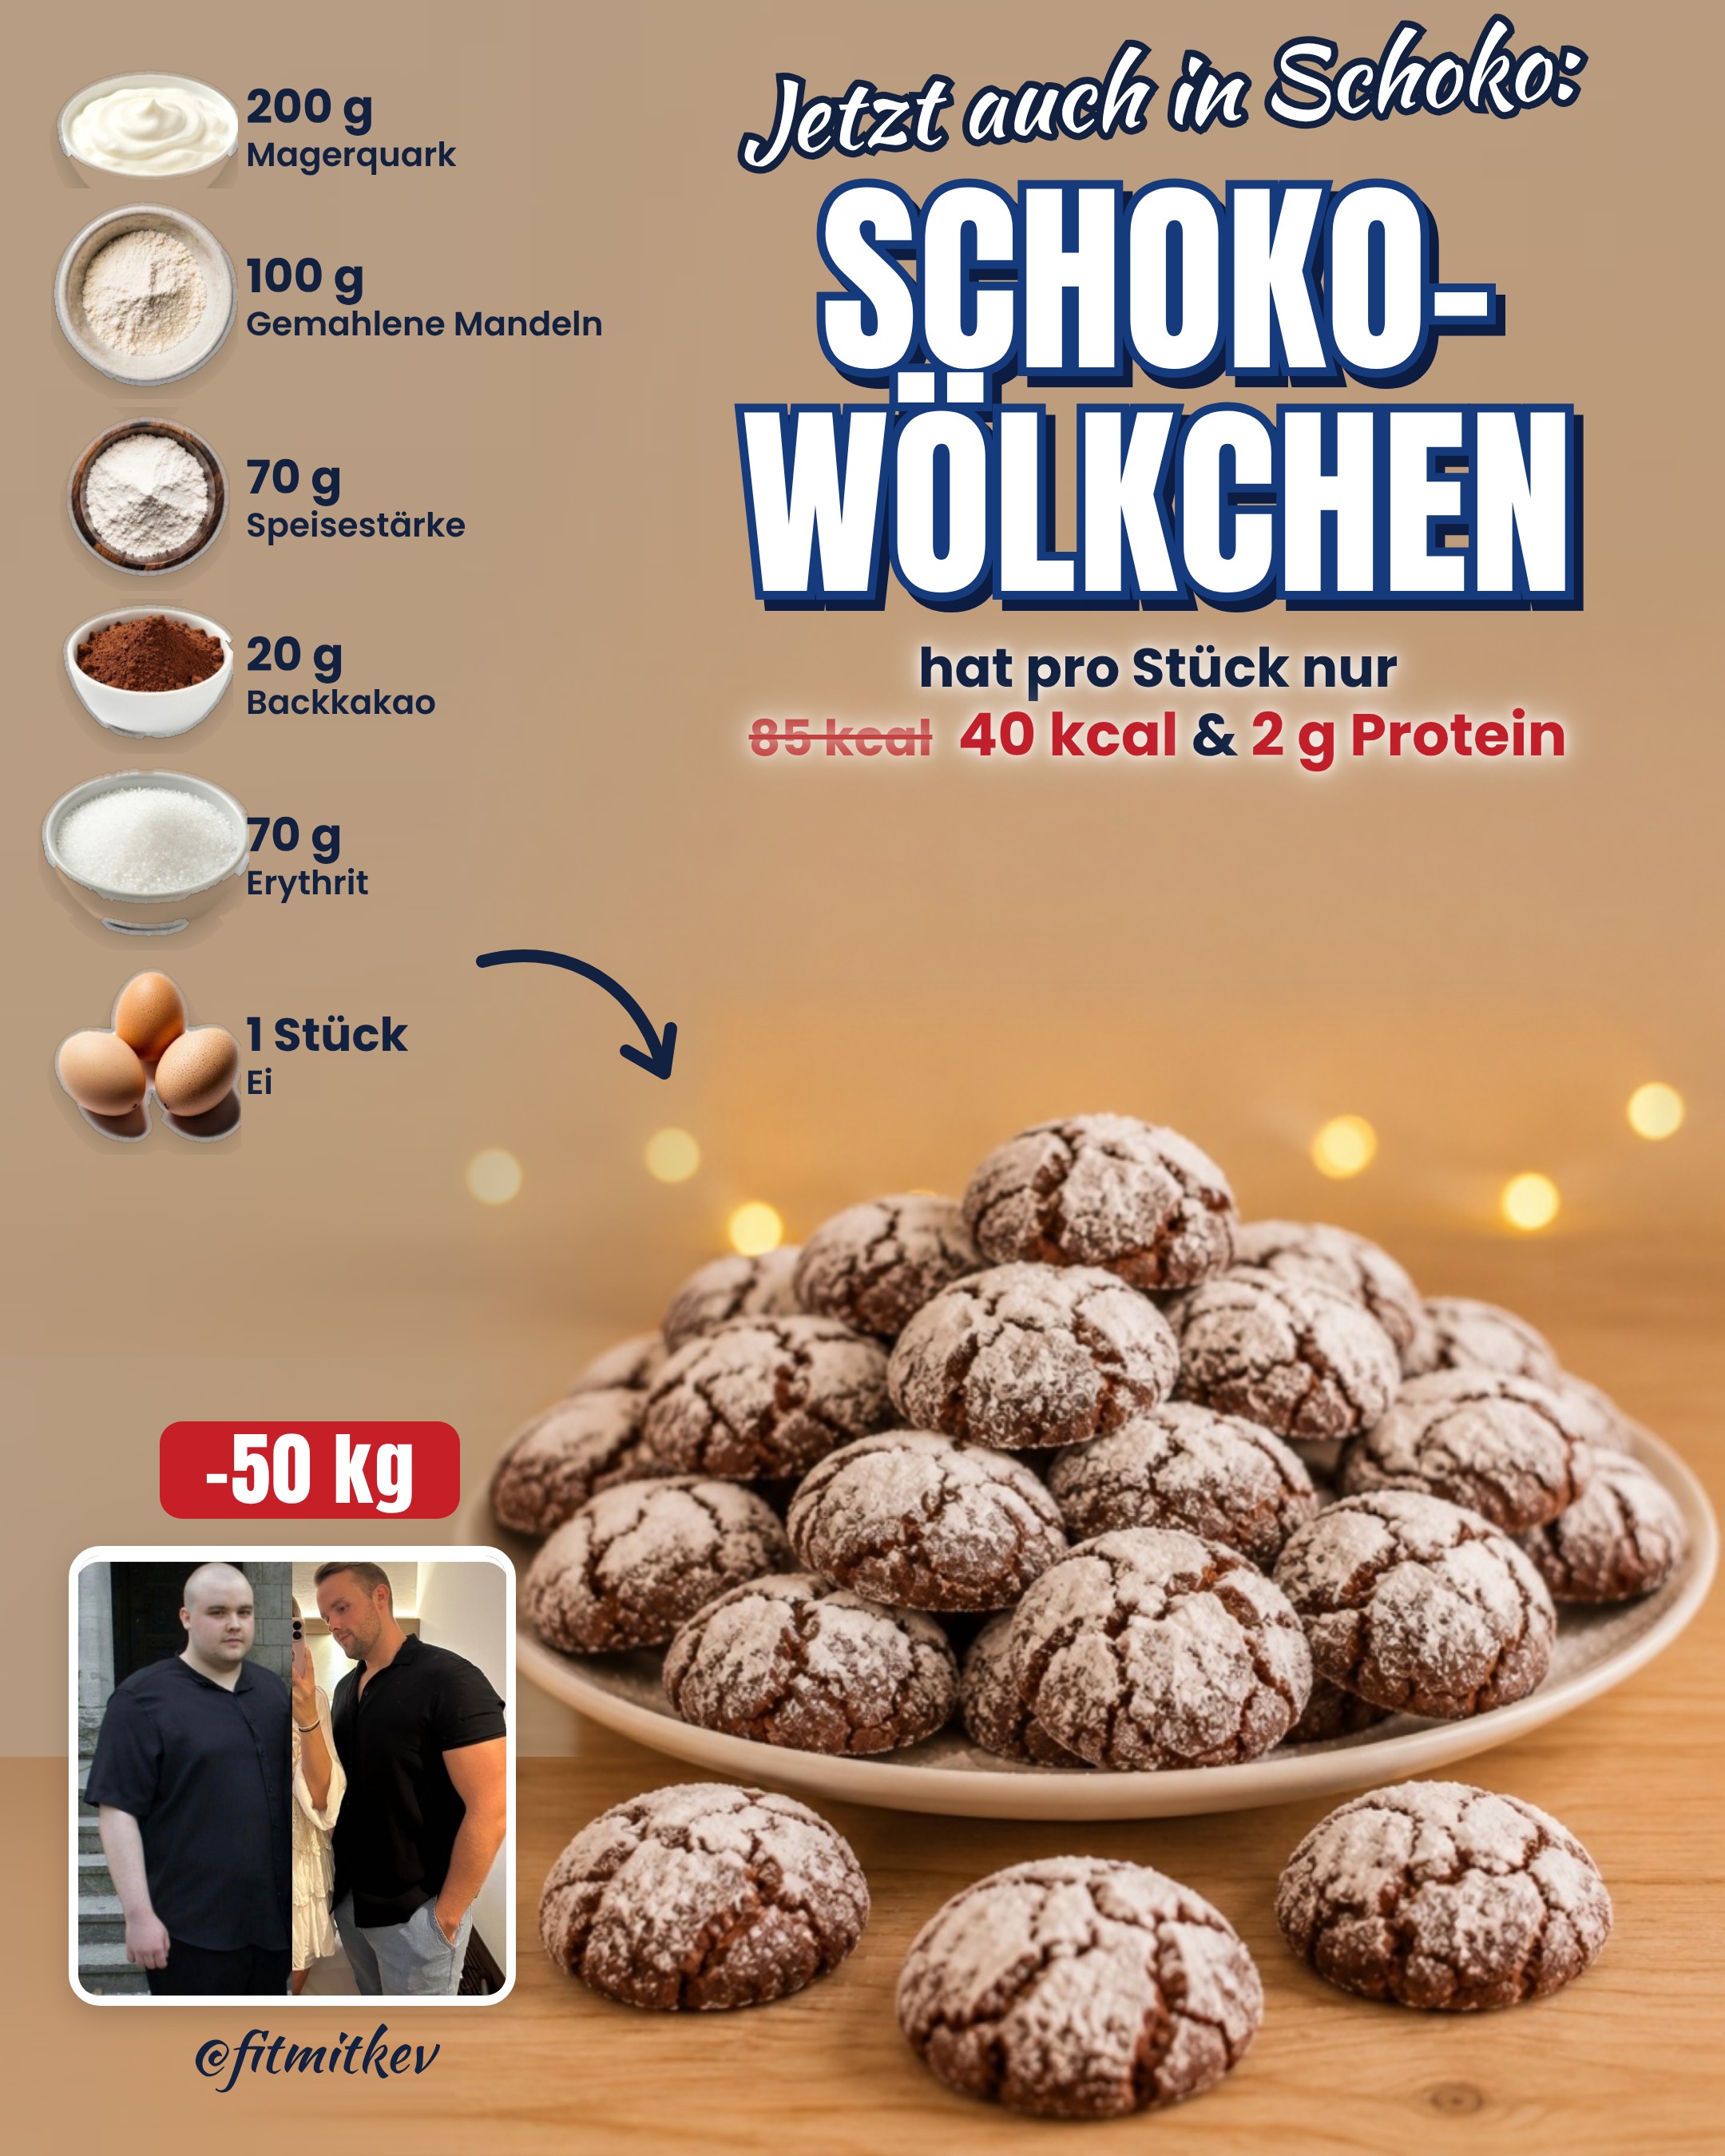 Jetzt auch in Schoko:
SCHOKO-
WÖLKCHEN
hat pro Stück nur
85 kcal 40 kcal & 2 g Protein
200 g
Magerquark
100 g
Gemahlene Mandeln
70 g
Speisestärke
20 g
Backkakao
70 g
Erythrit
1 Stück
Ei
-50 kg
@fitmitkev